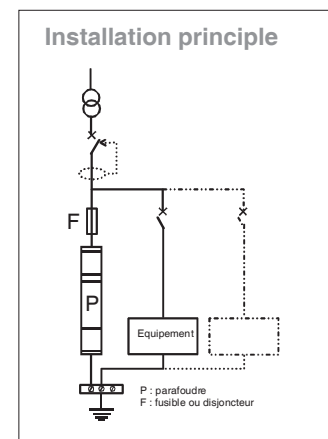 Installation principle
F
P
Equipement
P : parafoudre
F : fusible ou disjoncteur